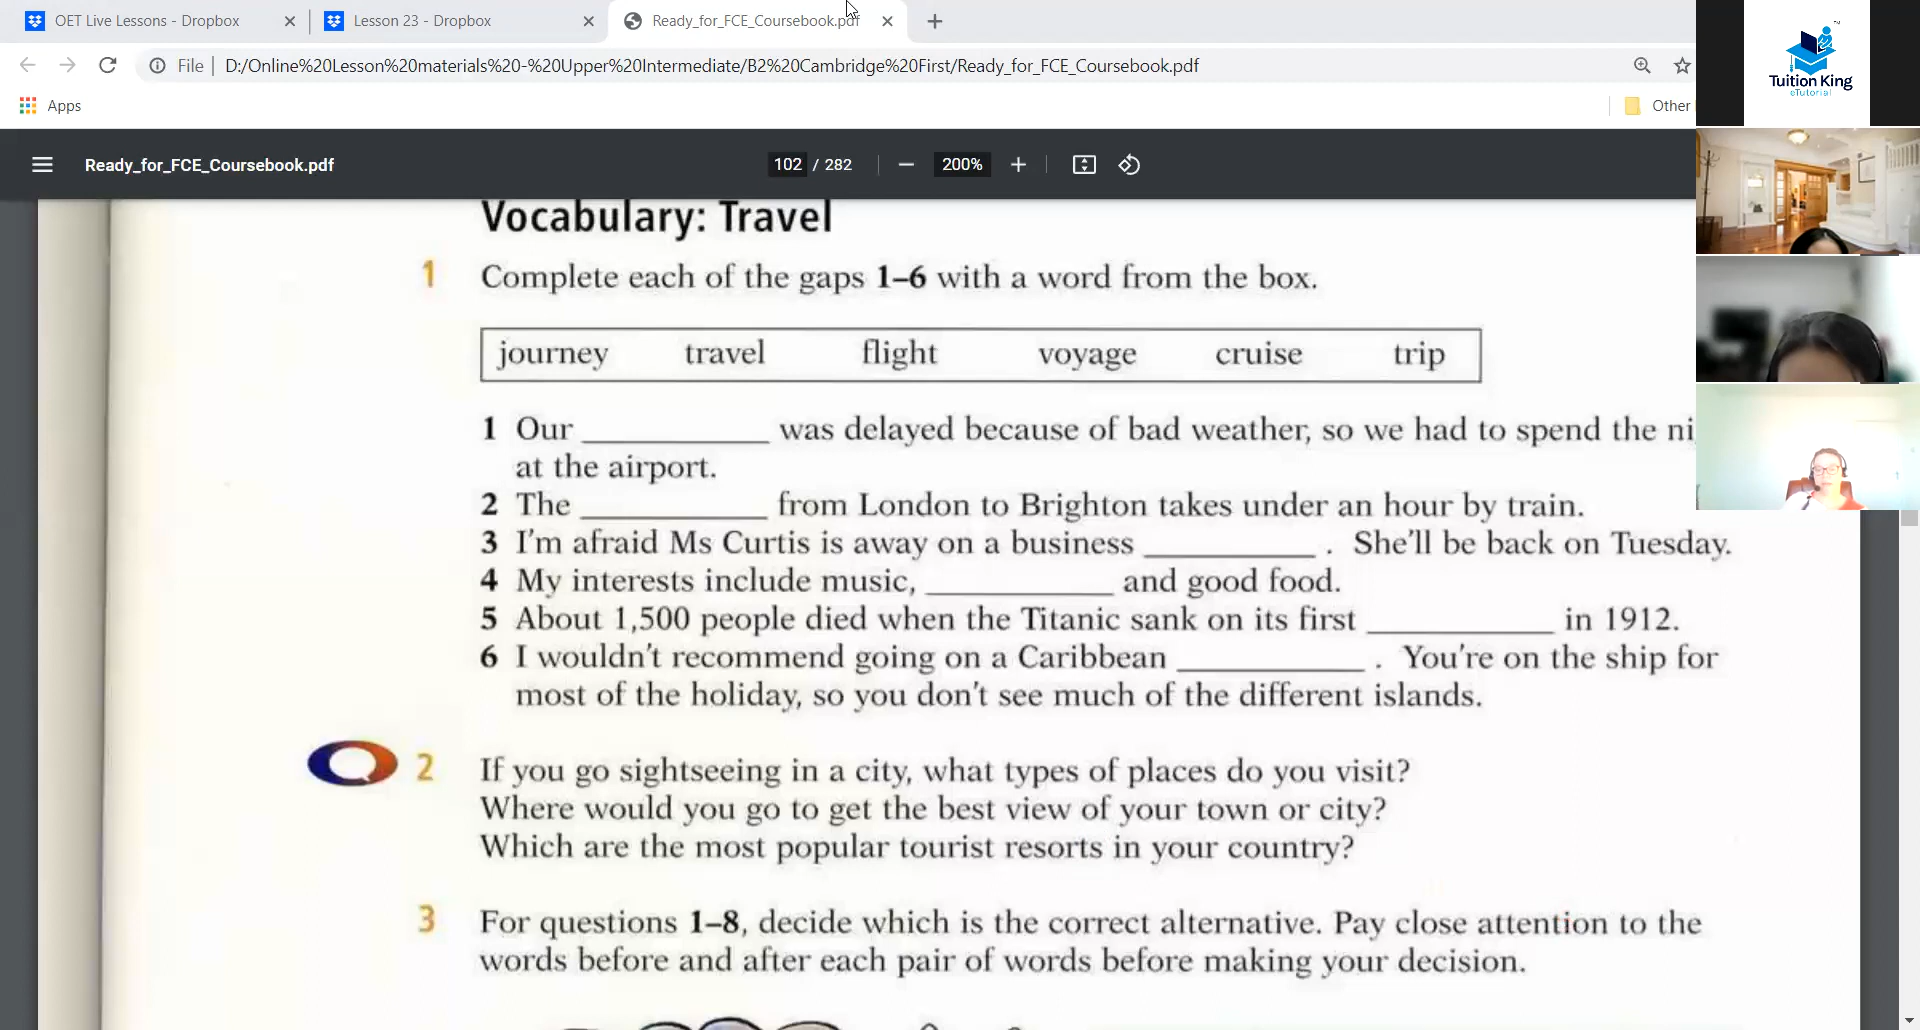 OET Live Lessons - Dropbox
Lesson 23 - Dropbox
Ready_for_FCE_Coursebook.pdf
File
D:/Online%20Lesson%20materials%20-%20Upper%20Intermediate/B2%20Cambridge%20First/Ready_for_FCE_Coursebook.pdf
Apps
Other
Tuition King
eTutorial
Ready_for_FCE_Coursebook.pdf
102 / 282
200%
Vocabulary: Travel
1 Complete each of the gaps 1–6 with a word from the box.
journey travel flight voyage cruise trip
1 Our ____________ was delayed because of bad weather, so we had to spend the ni
at the airport.
2 The ____________ from London to Brighton takes under an hour by train.
3 I'm afraid Ms Curtis is away on a business ___________ . She'll be back on Tuesday.
4 My interests include music, ____________ and good food.
5 About 1,500 people died when the Titanic sank on its first ____________ in 1912.
6 I wouldn't recommend going on a Caribbean ____________ . You're on the ship for
most of the holiday, so you don't see much of the different islands.
2 If you go sightseeing in a city, what types of places do you visit?
Where would you go to get the best view of your town or city?
Which are the most popular tourist resorts in your country?
3 For questions 1–8, decide which is the correct alternative. Pay close attention to the
words before and after each pair of words before making your decision.